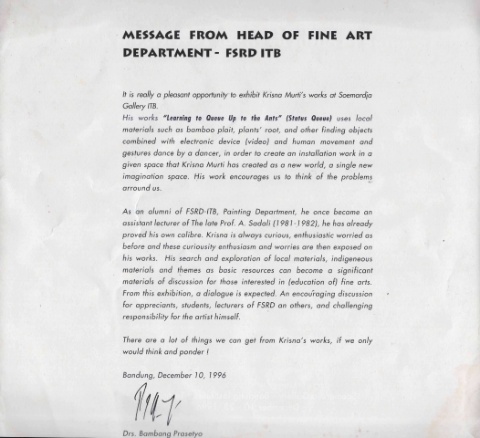 MESSAGE FROM HEAD OF FINE ART
DEPARTMENT - FSRD ITB
It is really a pleasant opportunity to exhibit Krisna Murti's works at Soemardja
Gallery ITB.
His works "Learning to Queue Up to the Ants" (Status Queus) uses local
materials such as bamboo plait, plants' root, and other finding objects
combined with electronic device (video) and human movement and
gestures dance by a dancer, in order to create an installation work in a
given space that Krisna Murti has created as a new world, a single new
imagination space. His work encourages us to think of the problems
arround us.
As an alumni of FSRD-ITB, Painting Department, he once became an
assistant lecturer of The late Prof. A. Sadali (1981-1982), he has already
proved his own calibre. Krisna is always curious, enthusiastic worried as
before and these curiousity enthusiasm and worries are then exposed on
his works. His search and exploration of local materials, indigeneous
materials and themes as basic resources can become a significant
materials of discussion for those interested in (education of) fine arts.
From this exhibition, a dialogue is expected. An encouraging discussion
for appreciants, students, lecturers of FSRD an others, and challenging
responsibility for the artist himself.
There are a lot of things we can get from Krisna's works, if we only
would think and ponder !
Bandung, December 10, 1996
Drs. Bambang Prasetyo